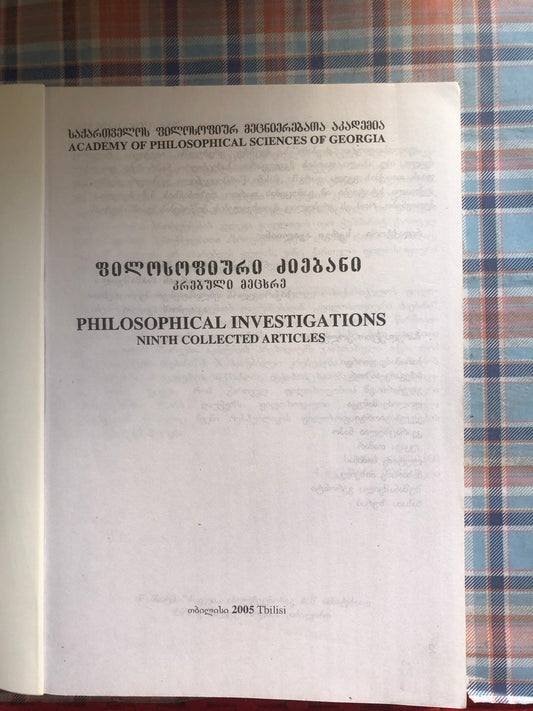 საქართველოს ფილოსოფიურ მეცნიერებათა აკადემია
ACADEMY OF PHILOSOPHICAL SCIENCES OF GEORGIA
ფილოსოფიური ძიებანი
კრებული მეცხრე
PHILOSOPHICAL INVESTIGATIONS
NINTH COLLECTED ARTICLES
თბილისი 2005 Tbilisi